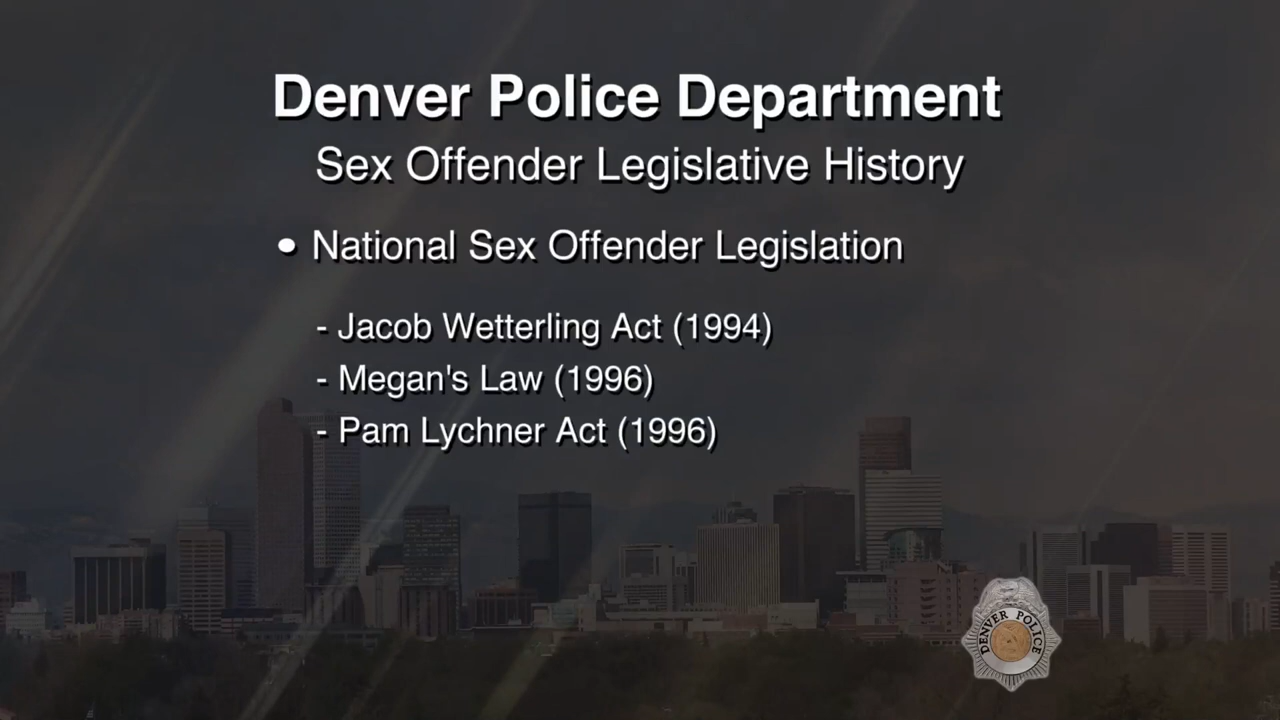 Denver Police Department
Sex Offender Legislative History
• National Sex Offender Legislation
- Jacob Wetterling Act (1994)
- Megan's Law (1996)
- Pam Lychner Act (1996)
DENVER POLICE